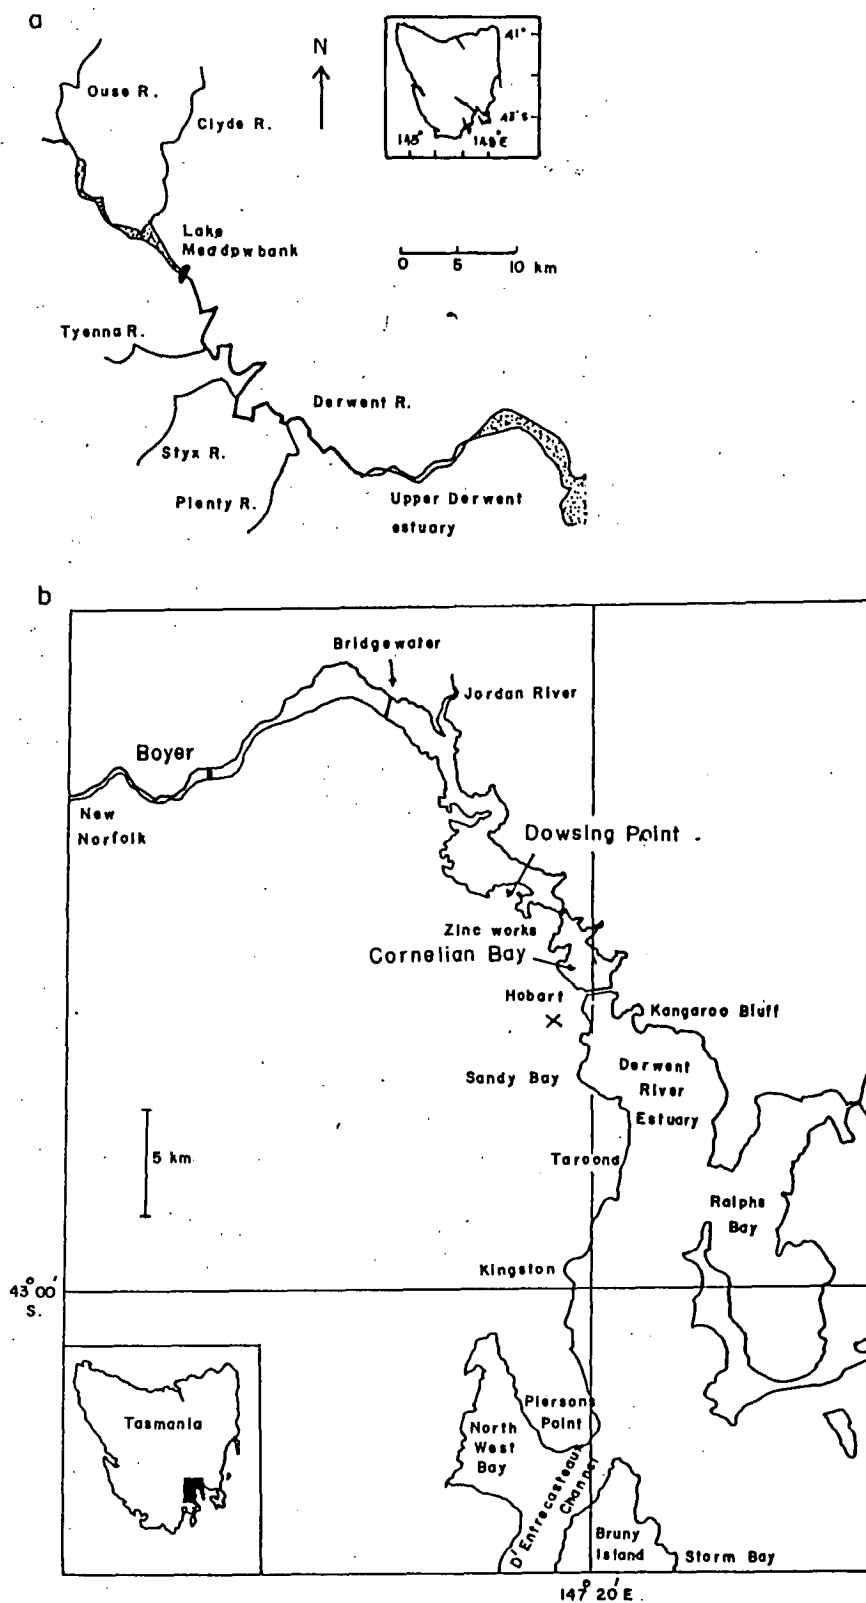 a
N
41°
43°S
145°
148°E
Ouse R.
Clyde R.
Lake
Meadowbank
0 5 10 km
Tyenna R.
Derwent R.
Styx R.
Plenty R.
Upper Derwent
estuary
b
Bridgewater
Jordan River
Boyer
New
Norfolk
Dowsing Point
Zinc works
Cornelian Bay
Hobart
Kangaroo Bluff
Sandy Bay
Derwent
River
Estuary
5 km
Taroona
Ralphs
Bay
Kingston
43°00'
S.
Tasmania
Piersons
Point
North
West
Bay
D'Entrecasteaux
Channel
Bruny
Island
Storm Bay
147°20'E